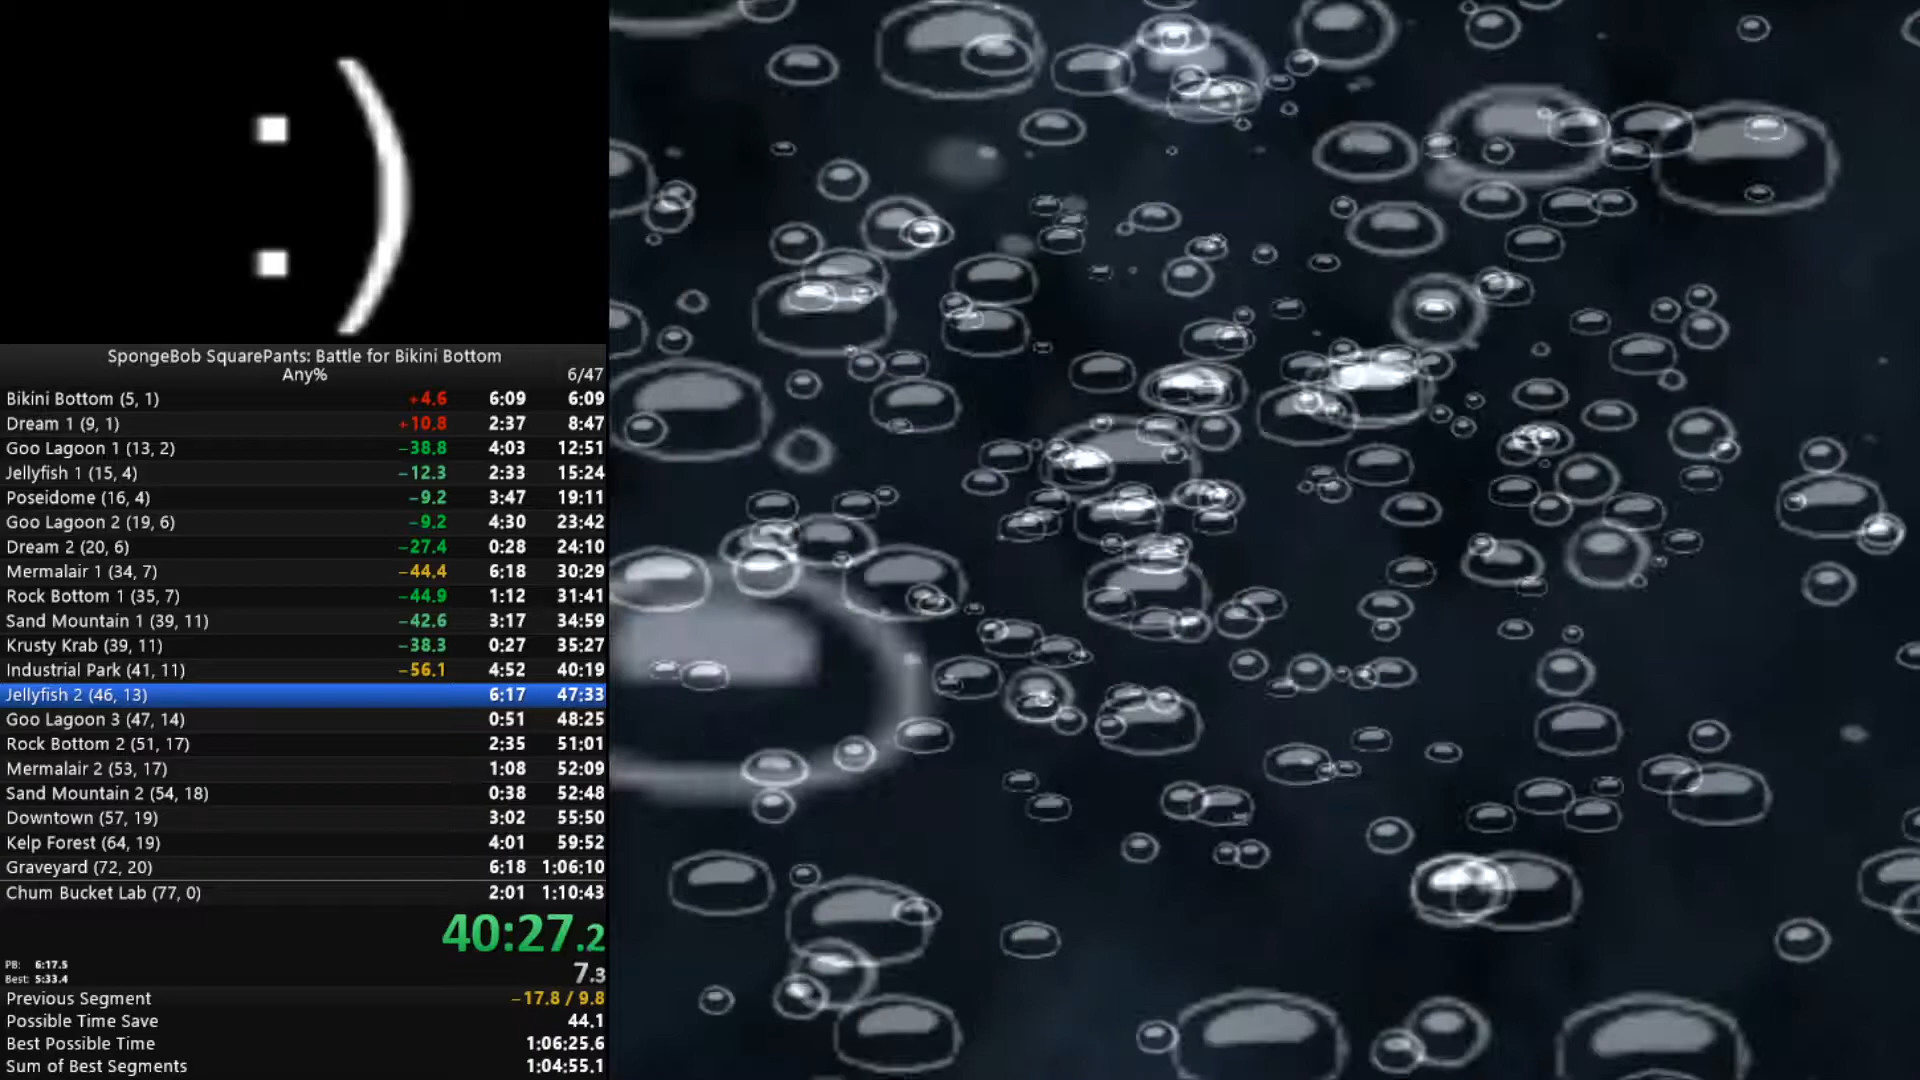 :)
SpongeBob SquarePants: Battle for Bikini Bottom
Any% 6/47
Bikini Bottom (5, 1) +4.6 6:09 6:09
Dream 1 (9, 1) +10.8 2:37 8:47
Goo Lagoon 1 (13, 2) −38.8 4:03 12:51
Jellyfish 1 (15, 4) −12.3 2:33 15:24
Poseidome (16, 4) −9.2 3:47 19:11
Goo Lagoon 2 (19, 6) −9.2 4:30 23:42
Dream 2 (20, 6) −27.4 0:28 24:10
Mermalair 1 (34, 7) −44.4 6:18 30:29
Rock Bottom 1 (35, 7) −44.9 1:12 31:41
Sand Mountain 1 (39, 11) −42.6 3:17 34:59
Krusty Krab (39, 11) −38.3 0:27 35:27
Industrial Park (41, 11) −56.1 4:52 40:19
Jellyfish 2 (46, 13) 6:17 47:33
Goo Lagoon 3 (47, 14) 0:51 48:25
Rock Bottom 2 (51, 17) 2:35 51:01
Mermalair 2 (53, 17) 1:08 52:09
Sand Mountain 2 (54, 18) 0:38 52:48
Downtown (57, 19) 3:02 55:50
Kelp Forest (64, 19) 4:01 59:52
Graveyard (72, 20) 6:18 1:06:10
Chum Bucket Lab (77, 0) 2:01 1:10:43
40:27.2
PB: 6:17.5
Best: 5:33.4 7.3
Previous Segment −17.8 / 9.8
Possible Time Save 44.1
Best Possible Time 1:06:25.6
Sum of Best Segments 1:04:55.1